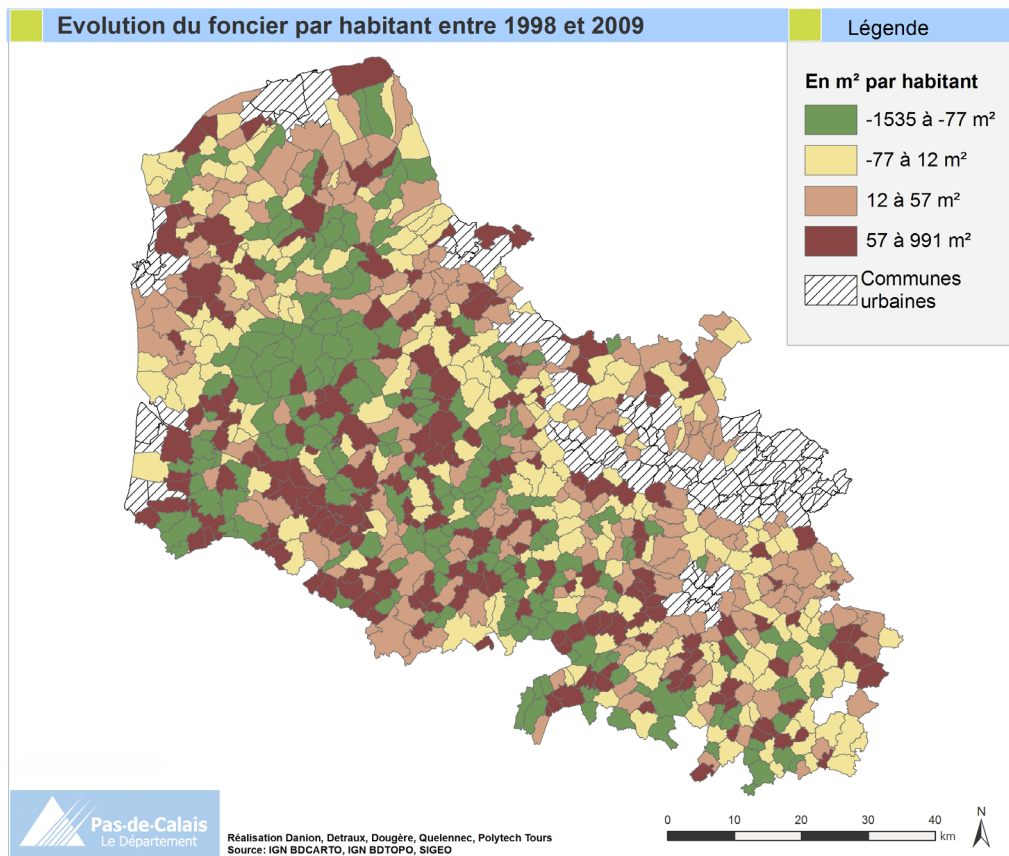 Evolution du foncier par habitant entre 1998 et 2009
Légende
En m² par habitant
-1535 à -77 m²
-77 à 12 m²
12 à 57 m²
57 à 991 m²
Communes
urbaines
Pas-de-Calais
Le Département
Réalisation Danion, Detraux, Dougère, Quelennec, Polytech Tours
Source: IGN BDCARTO, IGN BDTOPO, SIGEO
0 10 20 30 40
km
N